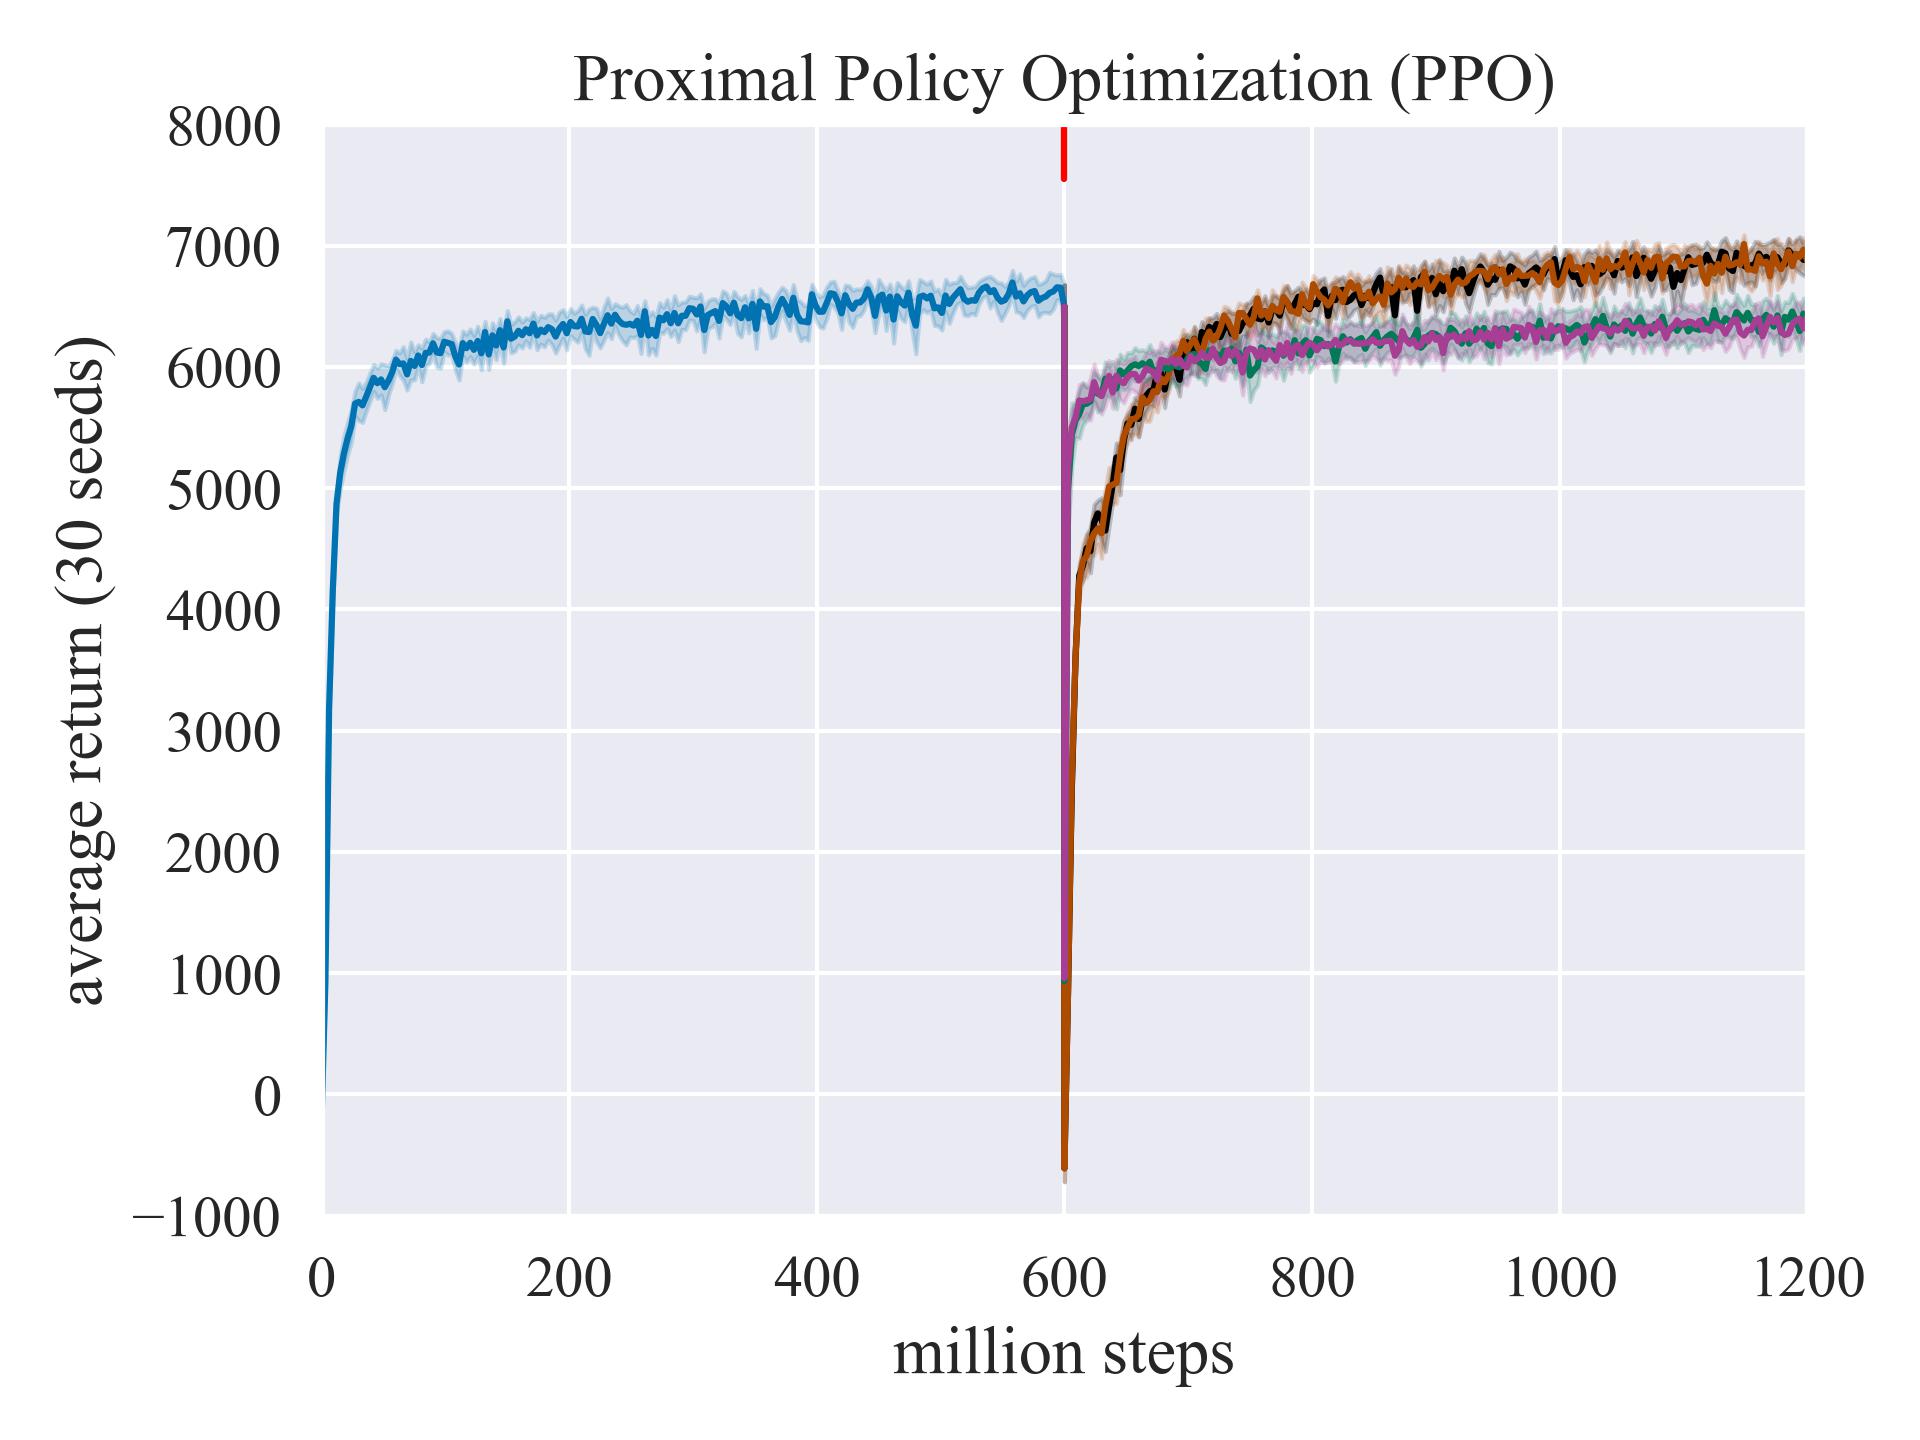 Proximal Policy Optimization (PPO)
8000
7000
6000
5000
4000
3000
2000
1000
0
−1000
average return (30 seeds)
0 200 400 600 800 1000 1200
million steps